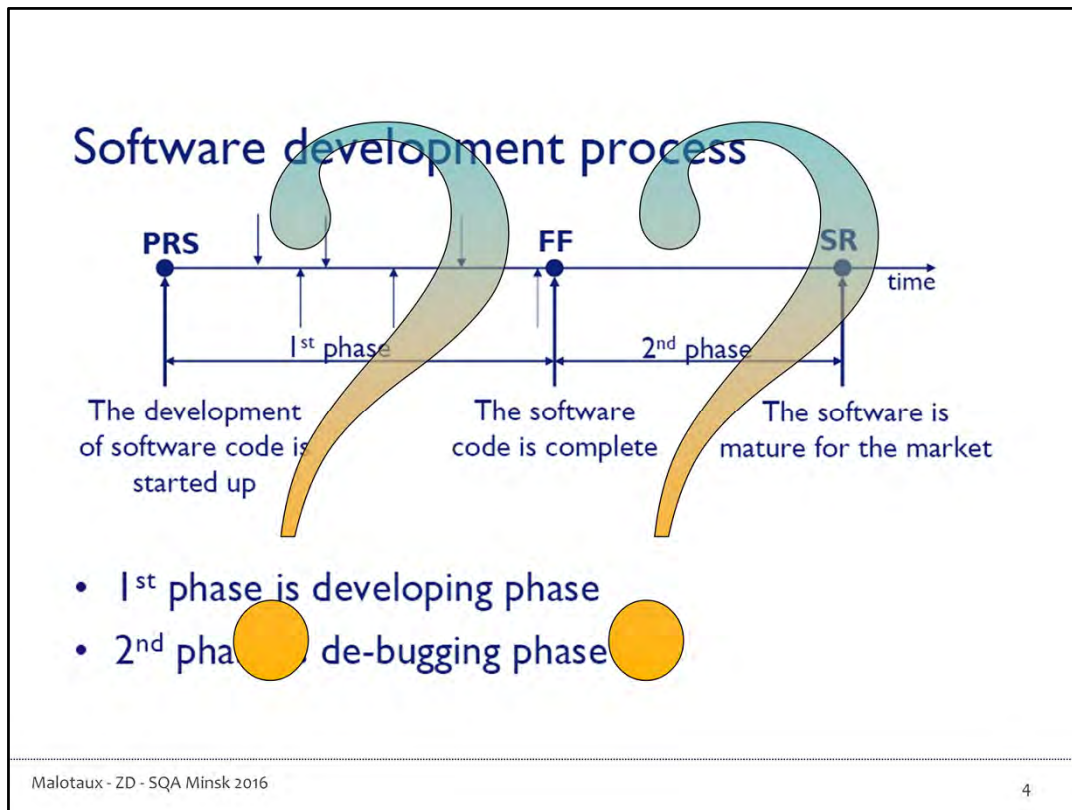 Software development process
PRS FF SR
time
1st phase 2nd phase
The development
of software code is
started up
The software
code is complete
The software is
mature for the market
• 1st phase is developing phase
• 2nd de-bugging phase
Malotaux - ZD - SQA Minsk 2016
4